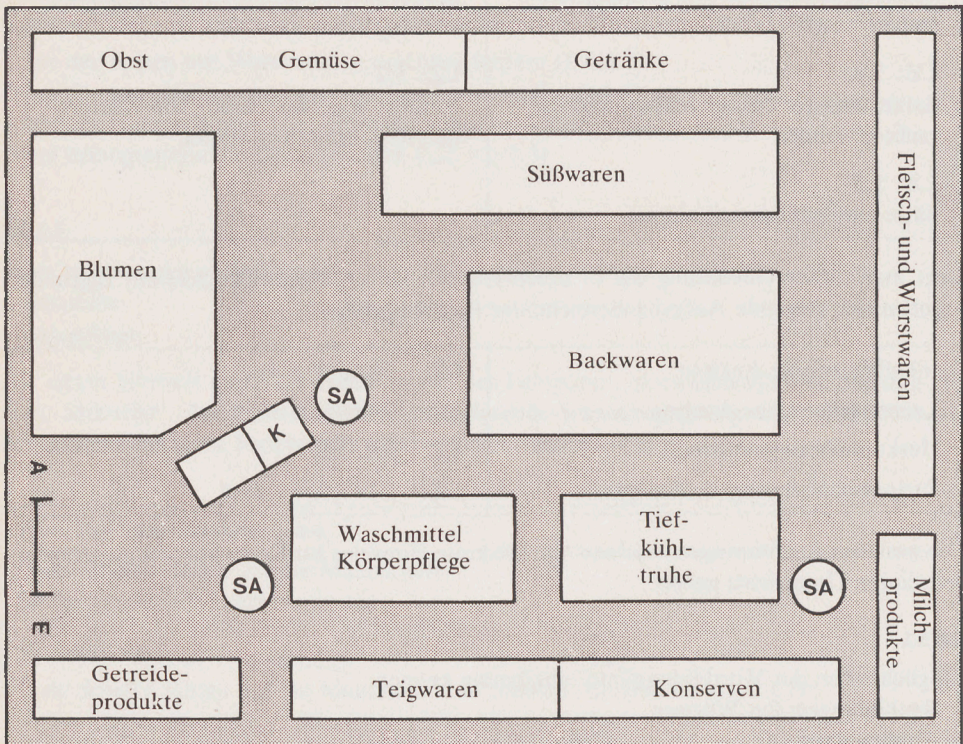 Obst
Gemüse
Getränke
Süßwaren
Fleisch- und Wurstwaren
Blumen
Backwaren
SA
K
A
Waschmittel
Körperpflege
Tief-
kühl-
truhe
SA
SA
E
Milch-
produkte
Getreide-
produkte
Teigwaren
Konserven